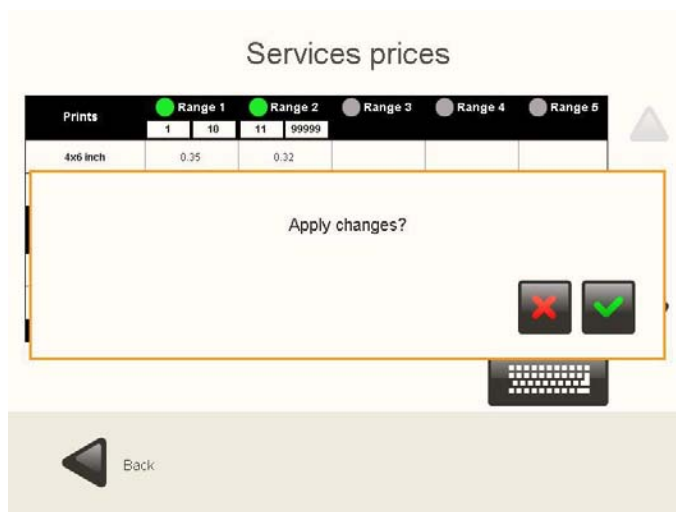 Services prices
Prints Range 1 Range 2 Range 3 Range 4 Range 5
1 10 11 99999
4x6 inch 0.35 0.32
Apply changes?
Back